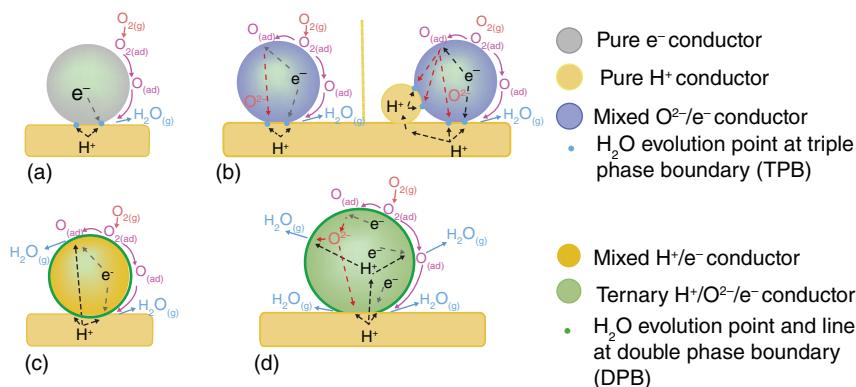 O2(g)
O2(ad)
O(ad)
e−
H2O(g)
H+
(a)
O2(g)
O(ad)
O2(ad)
e−
O(ad)
O2−
H2O(g)
H+
(b)
O2(g)
O(ad)
O2(ad)
e−
O(ad)
H+
O2−
H2O(g)
H+
Pure e− conductor
Pure H+ conductor
Mixed O2−/e− conductor
H2O evolution point at triple
phase boundary (TPB)
O2(g)
O(ad)
O2(ad)
H2O(g)
e-
O(ad)
H2O(g)
H+
(c)
O2(g)
O(ad)
O2(ad)
H2O(g)
e−
O2−
e−
H2O(g)
H+
O(ad)
e−
H2O(g)
H2O(g)
H+
(d)
Mixed H+/e− conductor
Ternary H+/O2−/e− conductor
H2O evolution point and line
at double phase boundary
(DPB)